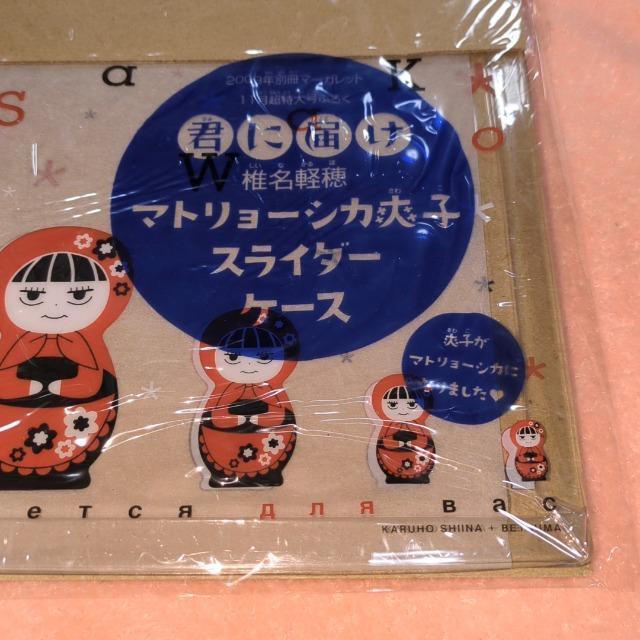 s a K
2009年別冊マーガレット
11月超特大号ふろく
君に届け
椎名軽穂
マトリョーシカ爽子
スライダー
ケース
W
o
爽子が
マトリョーシカに
なりました♥
ется для вас
KARUHO SHIINA + BE